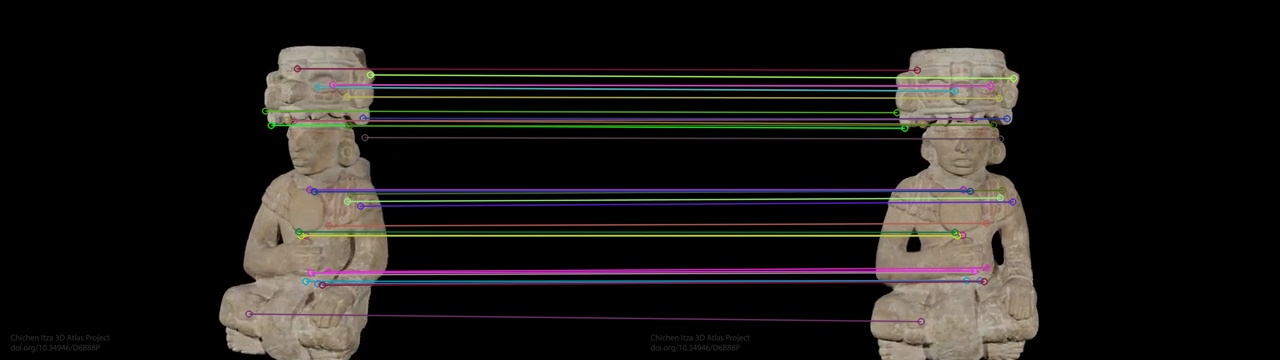 Chichen Itza 3D Atlas Project
doi.org/10.34946/D6B88P
Chichen Itza 3D Atlas Project
doi.org/10.34946/D6B88P